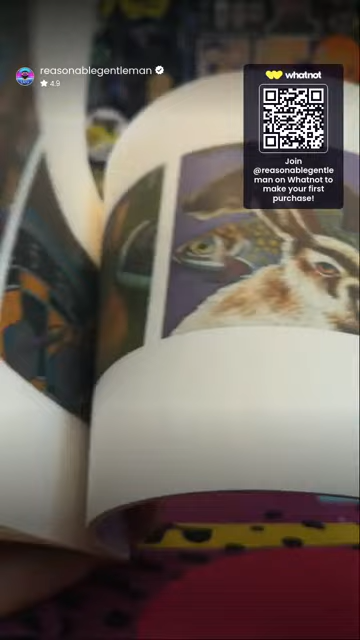 reasonablegentleman
4.9
whatnot
Join
@reasonablegentle
man on Whatnot to
make your first
purchase!